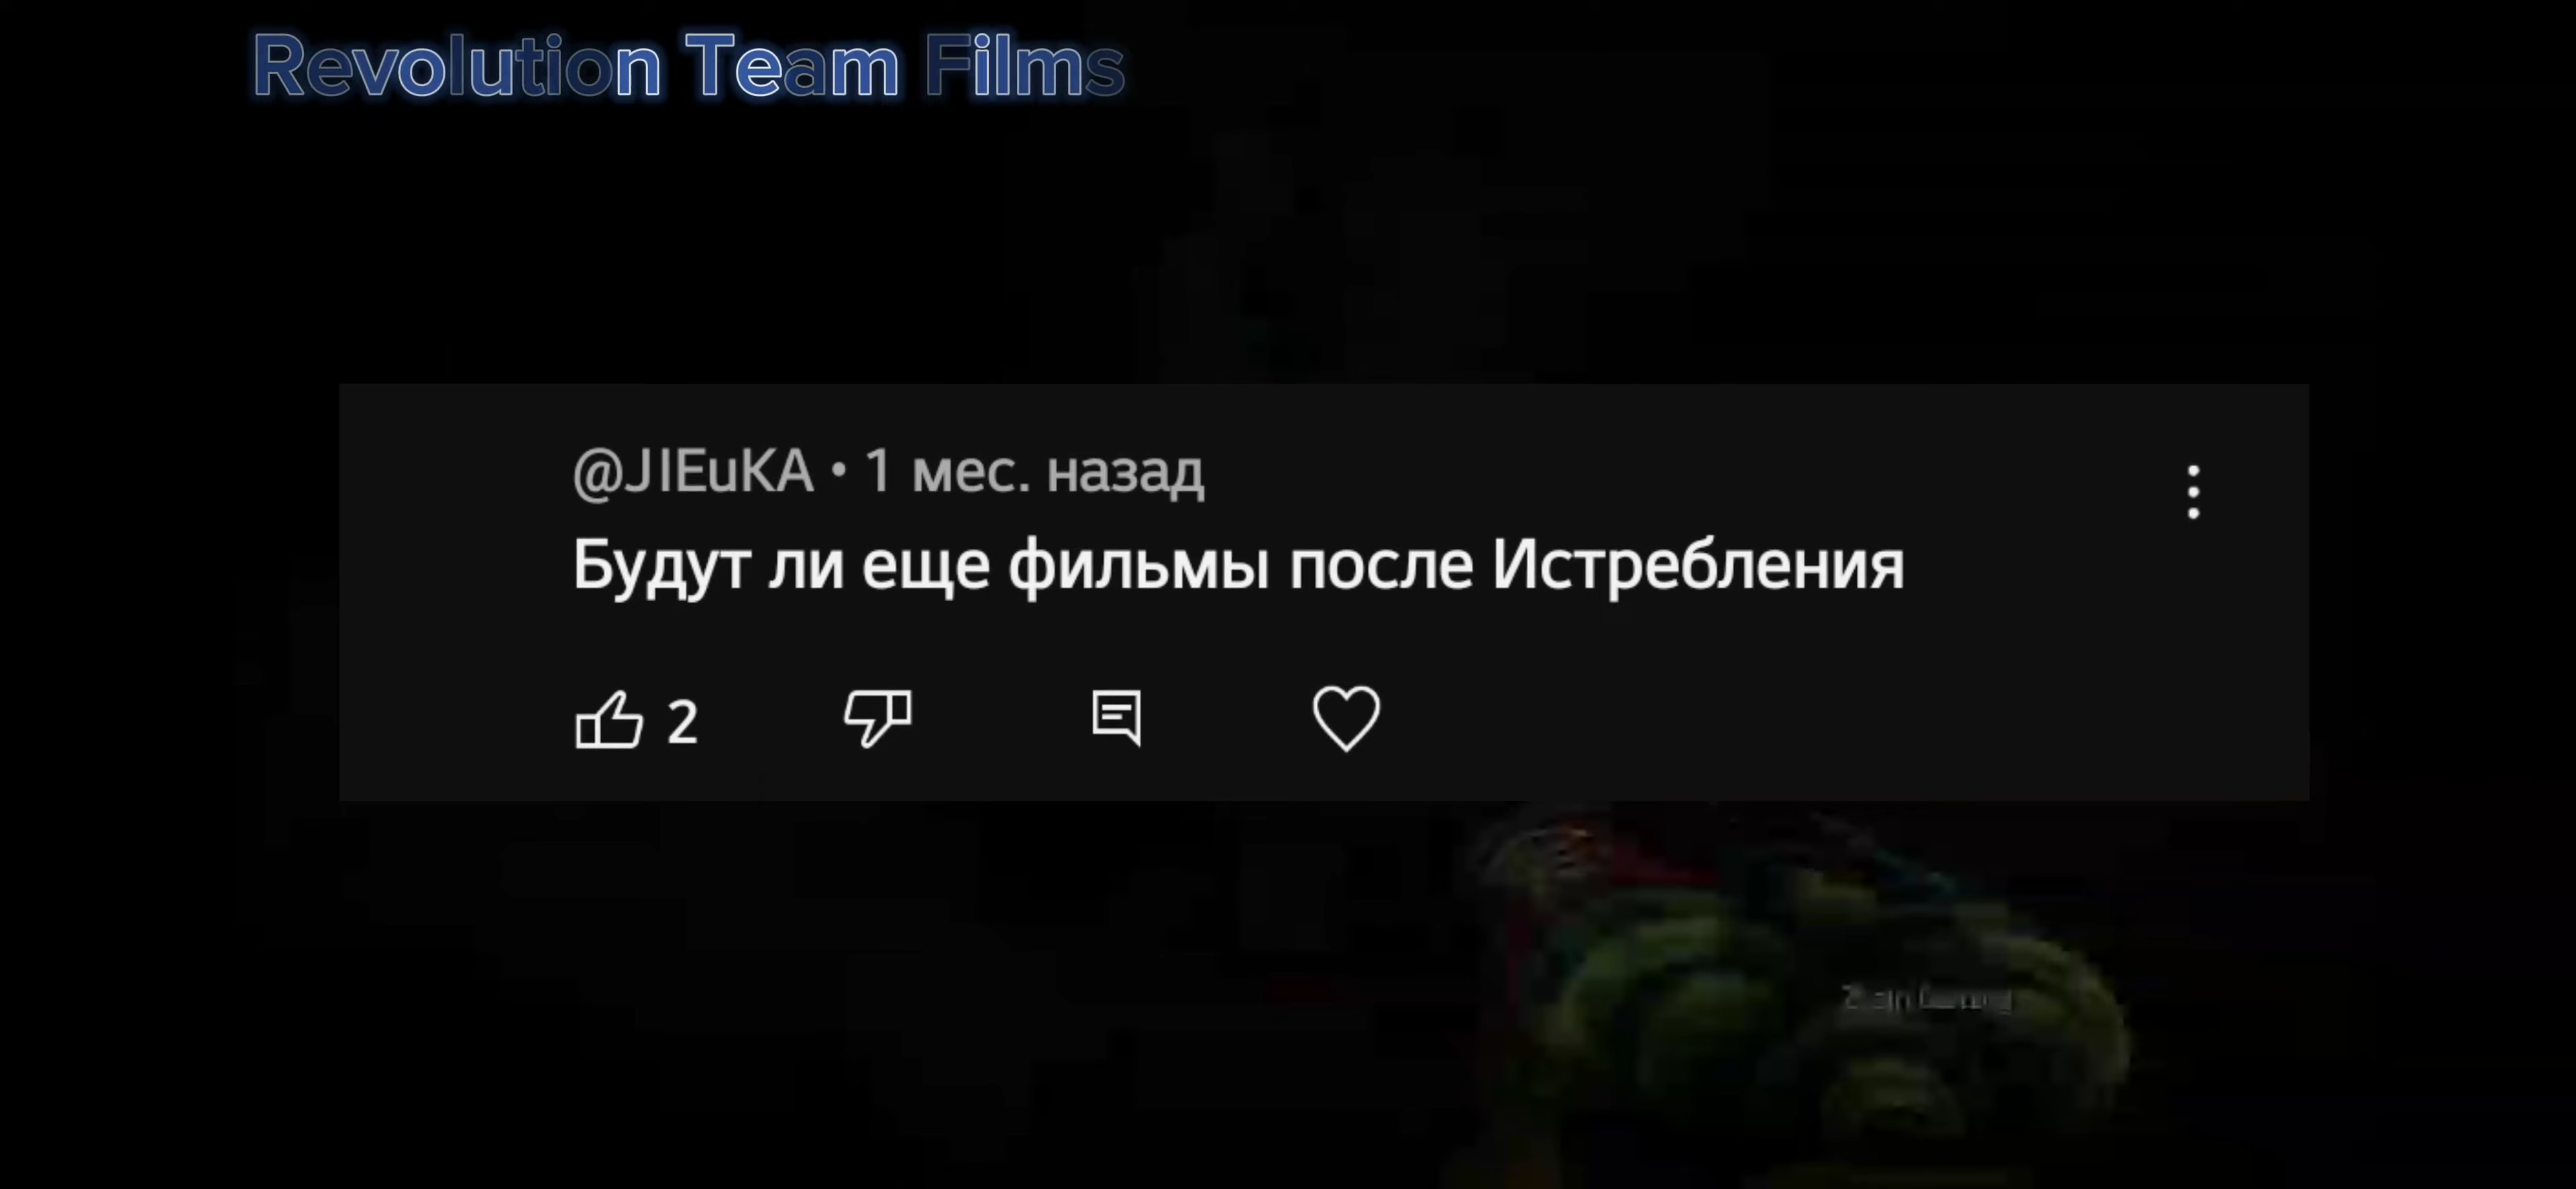 Revolution Team Films
@JIEuKA • 1 мес. назад
Будут ли еще фильмы после Истребления
2